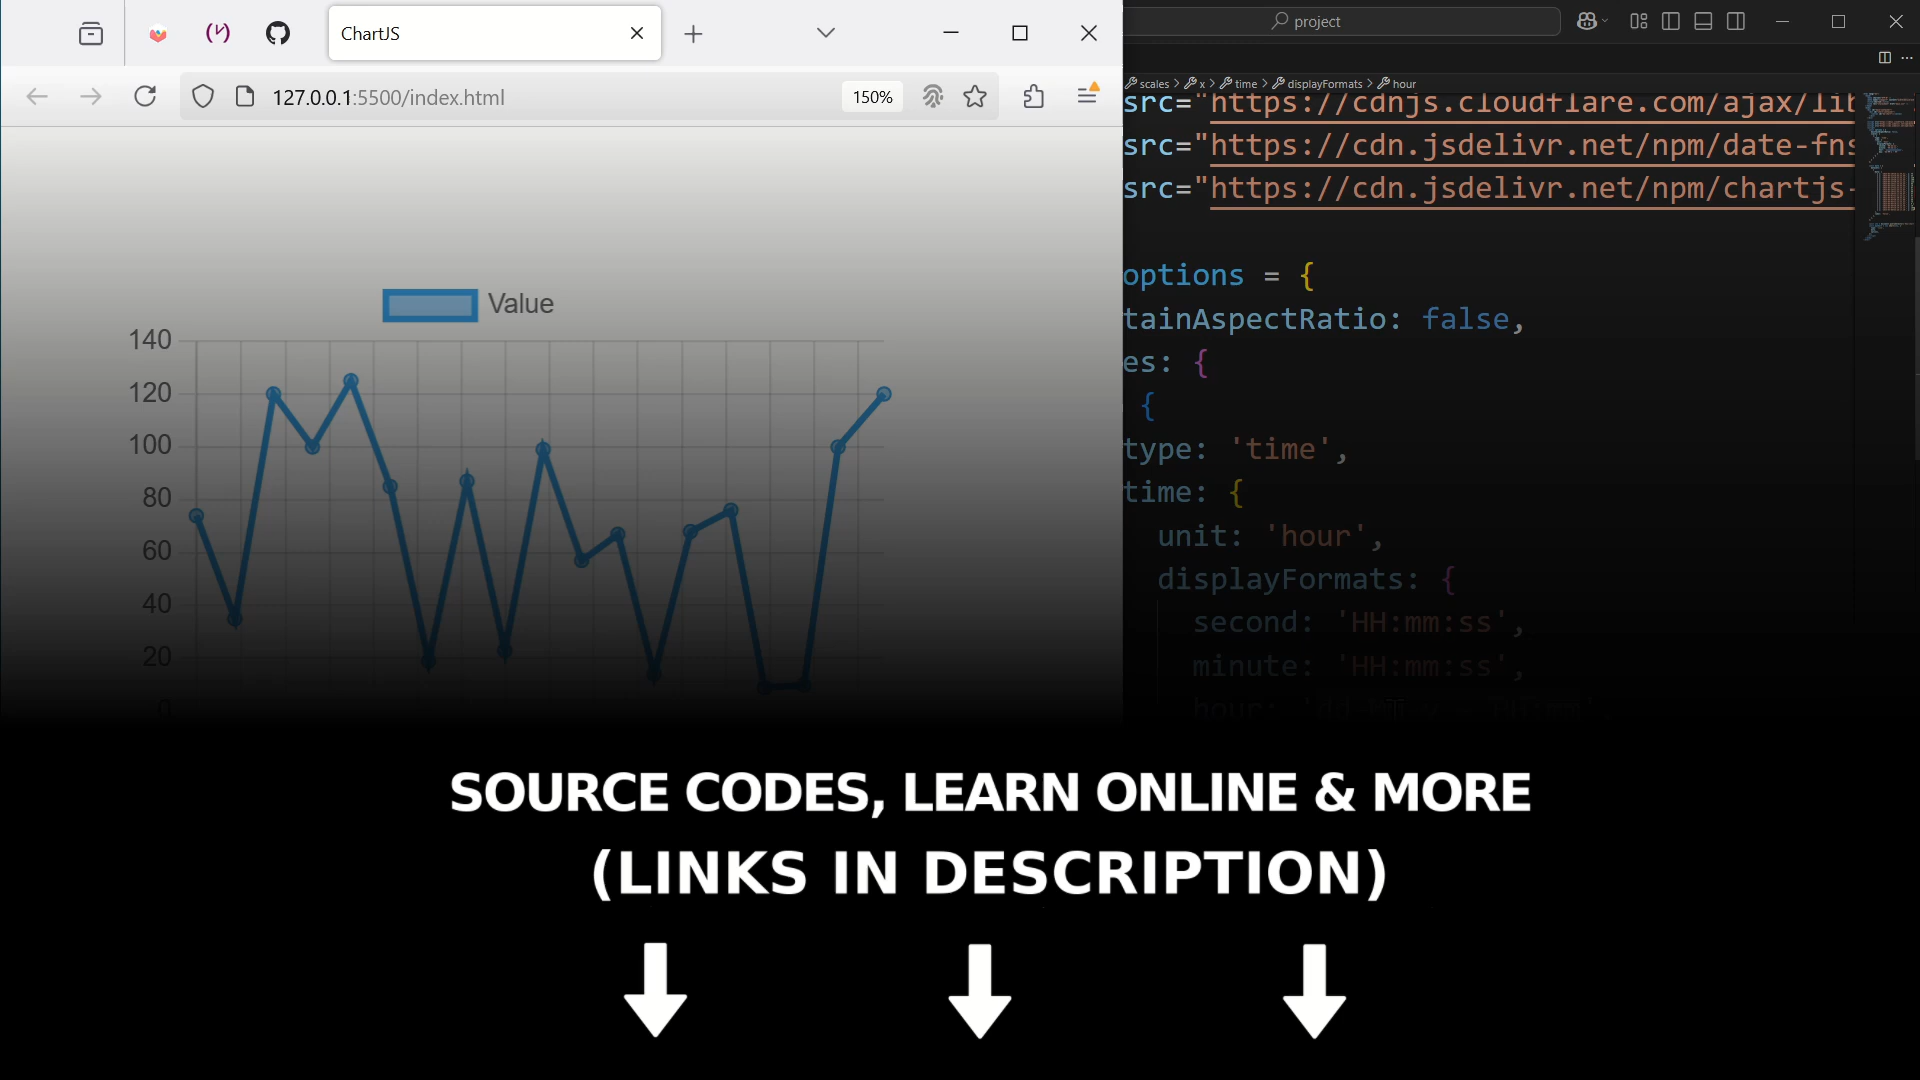 ChartJS
127.0.0.1:5500/index.html
150%
Value
140
120
100
80
60
40
20
0
project
scales > x > time > displayFormats > hour
src="https://cdnjs.cloudflare.com/ajax/lib
src="https://cdn.jsdelivr.net/npm/date-fns
src="https://cdn.jsdelivr.net/npm/chartjs-
options = {
tainAspectRatio: false,
es: {
{
type: 'time',
time: {
unit: 'hour',
displayFormats: {
second: 'HH:mm:ss',
minute: 'HH:mm:ss',
hour:
SOURCE CODES, LEARN ONLINE & MORE
(LINKS IN DESCRIPTION)